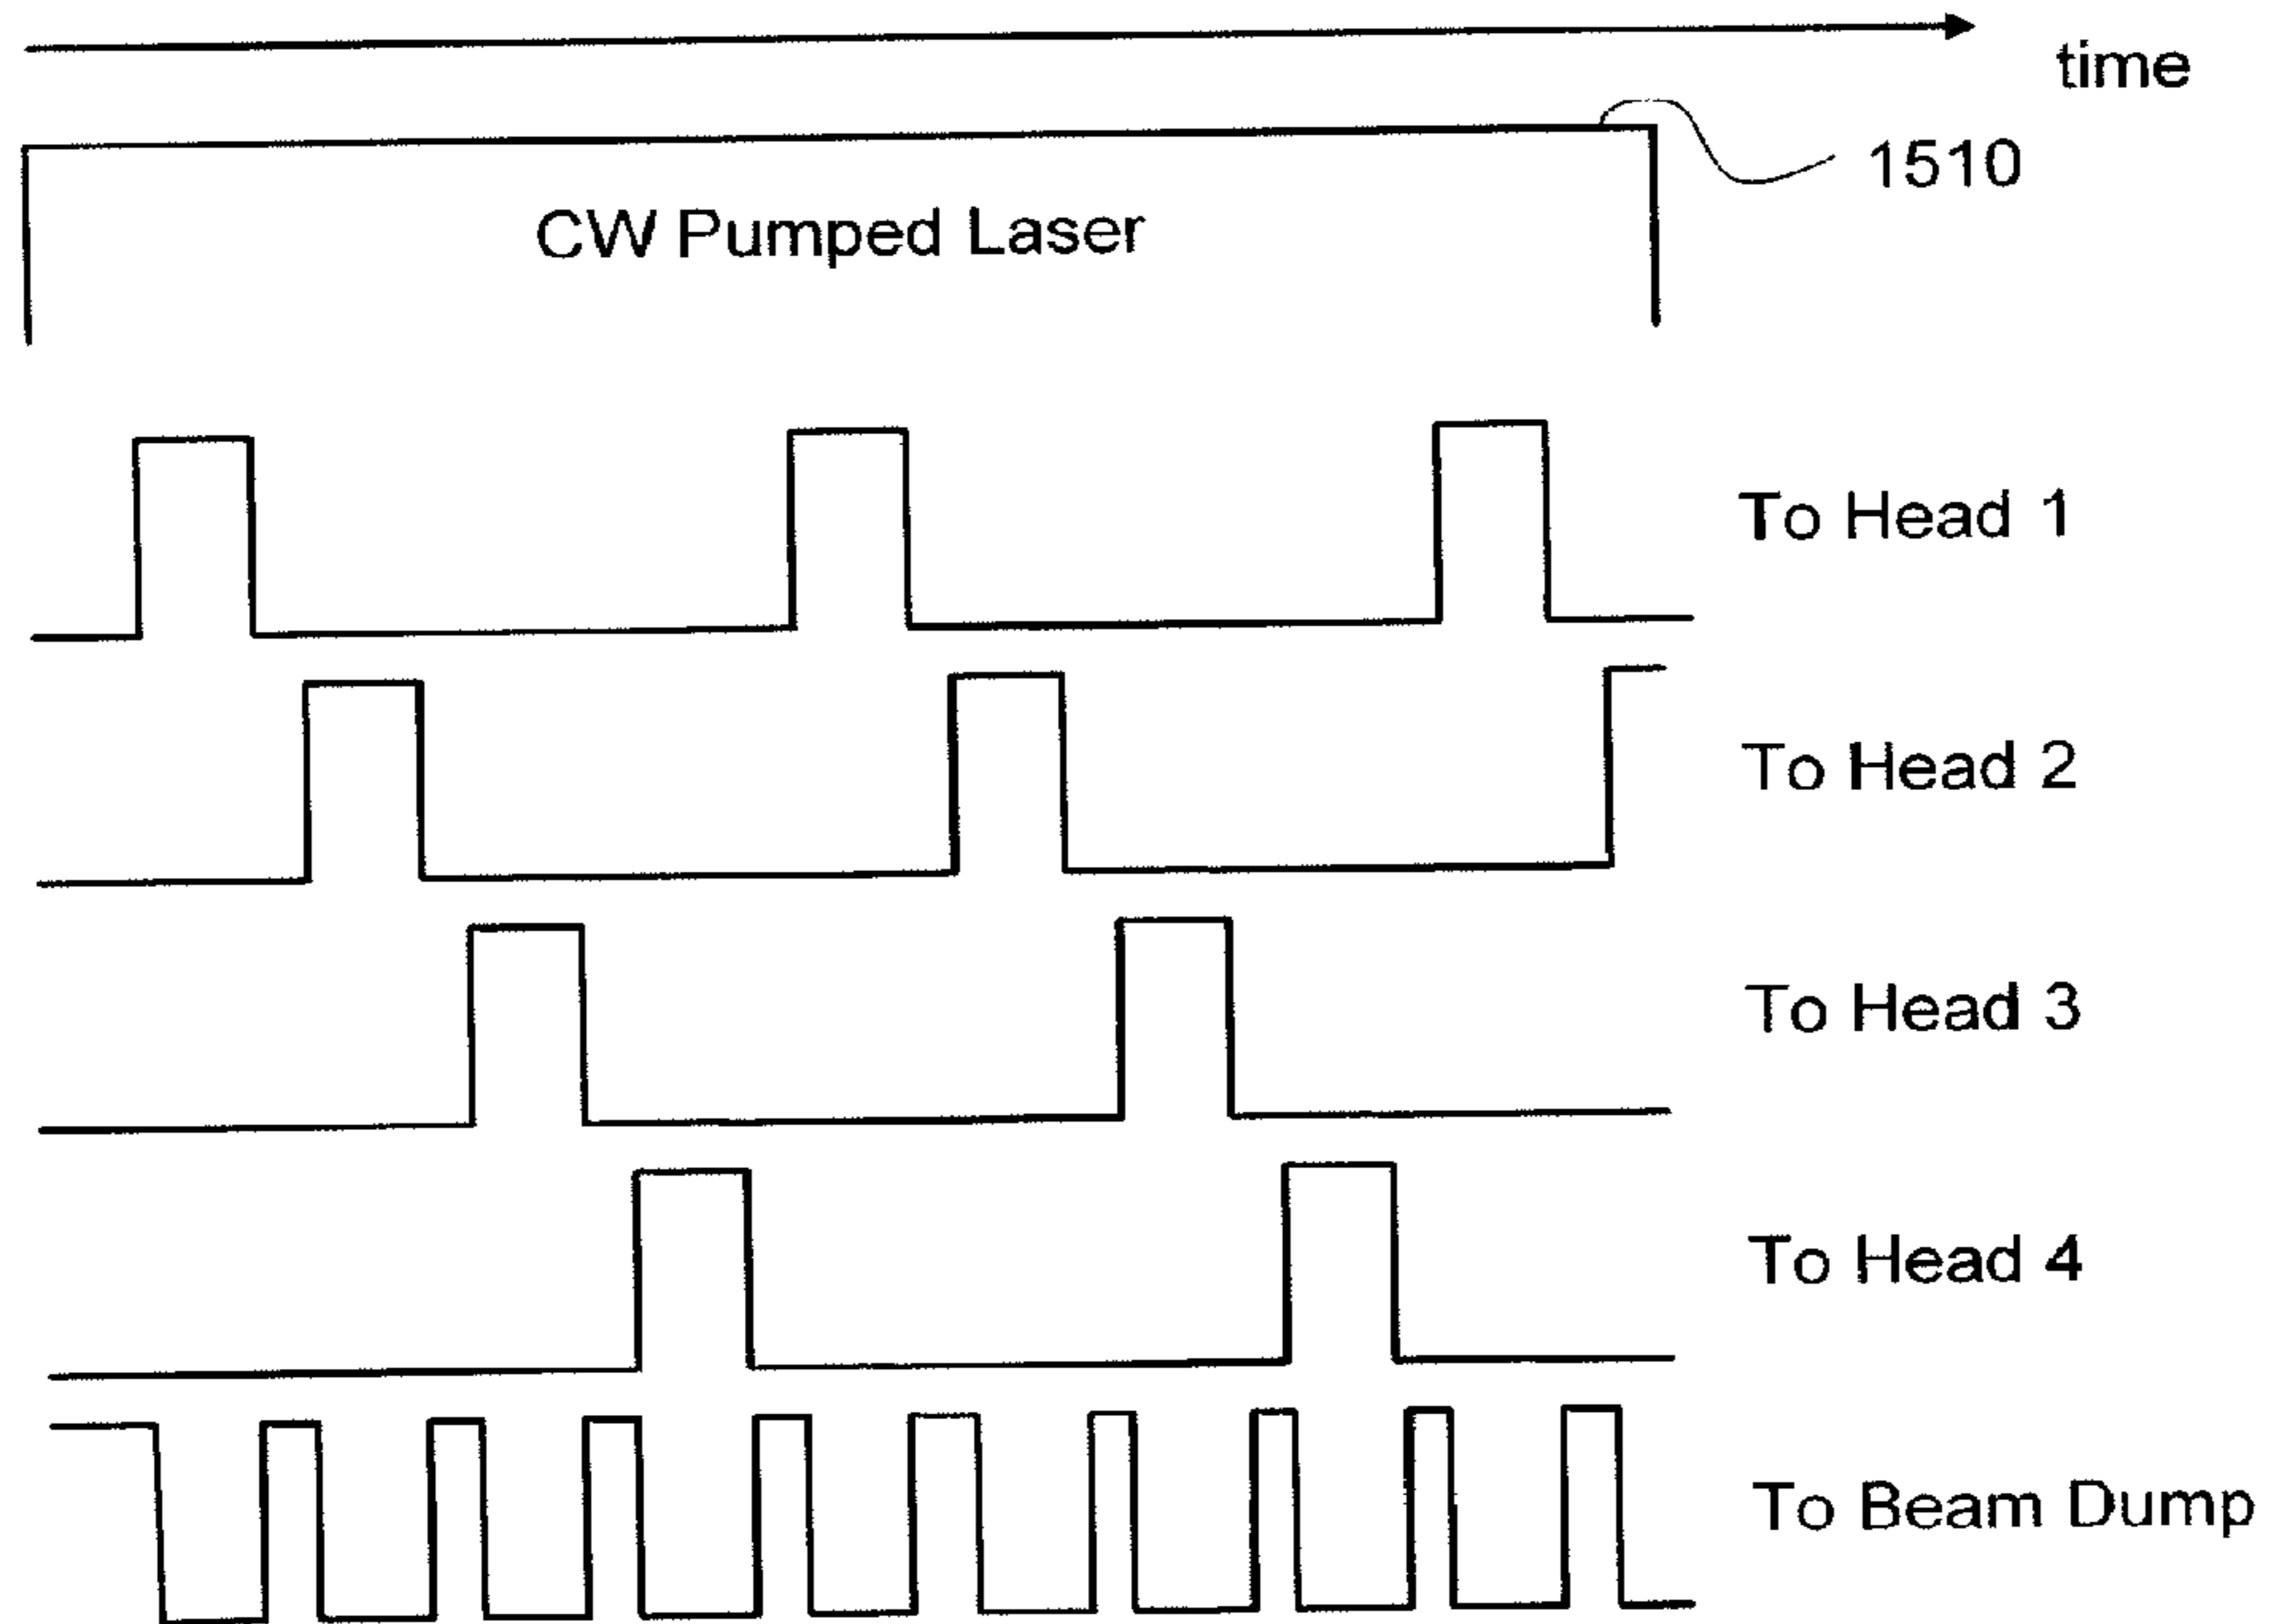 time
1510
CW Pumped Laser
To Head 1
To Head 2
To Head 3
To Head 4
To Beam Dump